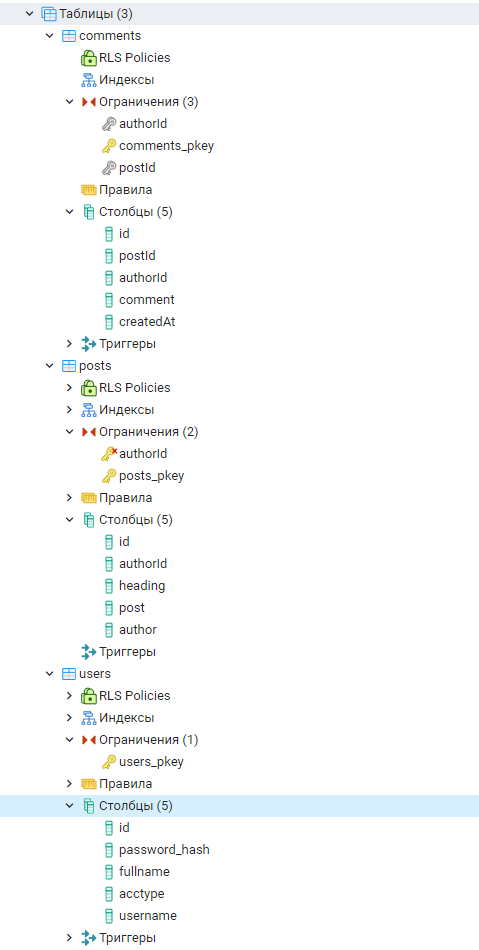 Таблицы (3)
comments
RLS Policies
Индексы
Ограничения (3)
authorId
comments_pkey
postId
Правила
Столбцы (5)
id
postId
authorId
comment
createdAt
Триггеры
posts
RLS Policies
Индексы
Ограничения (2)
authorId
posts_pkey
Правила
Столбцы (5)
id
authorId
heading
post
author
Триггеры
users
RLS Policies
Индексы
Ограничения (1)
users_pkey
Правила
Столбцы (5)
id
password_hash
fullname
acctype
username
Триггеры